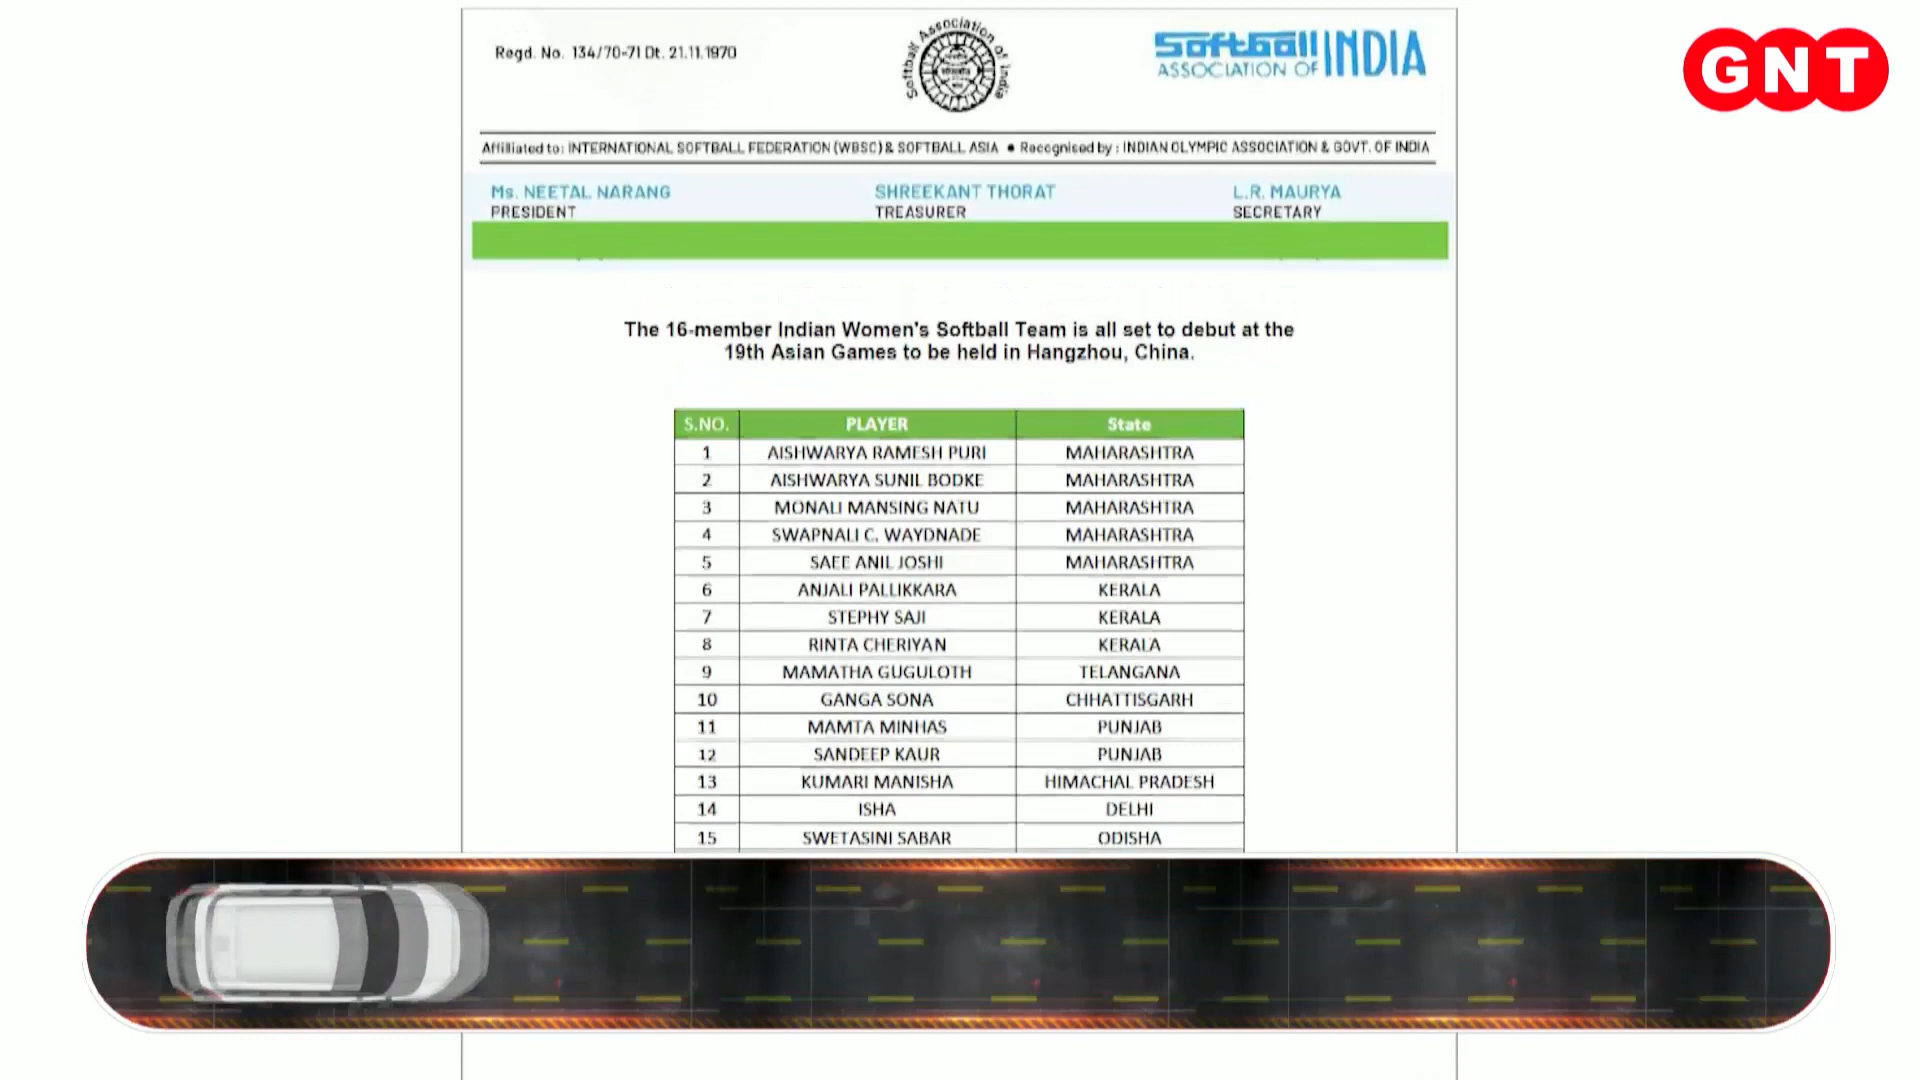 Regd. No. 134/70-71 Dt. 21.11.1970
Softball Association of India
Softball INDIA
ASSOCIATION OF
GNT
Affiliated to: INTERNATIONAL SOFTBALL FEDERATION (WBSC) & SOFTBALL ASIA ● Recognised by : INDIAN OLYMPIC ASSOCIATION & GOVT. OF INDIA
Ms. NEETAL NARANG SHREEKANT THORAT L.R. MAURYA
PRESIDENT TREASURER SECRETARY
The 16-member Indian Women's Softball Team is all set to debut at the
19th Asian Games to be held in Hangzhou, China.
S.NO. PLAYER State
1 AISHWARYA RAMESH PURI MAHARASHTRA
2 AISHWARYA SUNIL BODKE MAHARASHTRA
3 MONALI MANSING NATU MAHARASHTRA
4 SWAPNALI C. WAYDNADE MAHARASHTRA
5 SAEE ANIL JOSHI MAHARASHTRA
6 ANJALI PALLIKKARA KERALA
7 STEPHY SAJI KERALA
8 RINTA CHERIYAN KERALA
9 MAMATHA GUGULOTH TELANGANA
10 GANGA SONA CHHATTISGARH
11 MAMTA MINHAS PUNJAB
12 SANDEEP KAUR PUNJAB
13 KUMARI MANISHA HIMACHAL PRADESH
14 ISHA DELHI
15 SWETASINI SABAR ODISHA